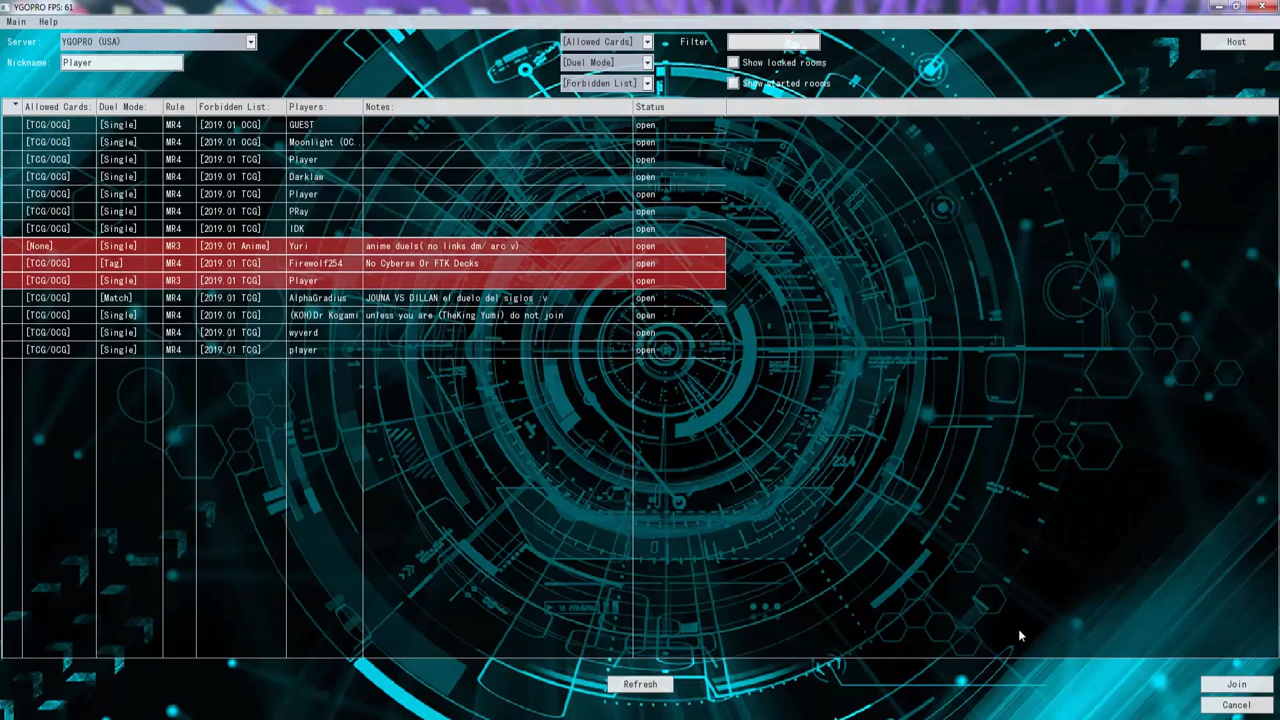 YGOPRO FPS: 61
Main Help
Server: YGOPRO (USA) [Allowed Cards] Filter: Host
Nickname: Player [Duel Mode] Show locked rooms
[Forbidden List] Show started rooms
Allowed Cards: Duel Mode: Rule Forbidden List: Players: Notes: Status
[TCG/OCG] [Single] MR4 [2019.01 OCG] GUEST open
[TCG/OCG] [Single] MR4 [2019.01 OCG] Moonlight (OC... open
[TCG/OCG] [Single] MR4 [2019.01 TCG] Player open
[TCG/OCG] [Single] MR4 [2019.01 TCG] Darklaw open
[TCG/OCG] [Single] MR4 [2019.01 TCG] Player open
[TCG/OCG] [Single] MR4 [2019.01 TCG] PRay open
[TCG/OCG] [Single] MR4 [2019.01 TCG] IDK open
[None] [Single] MR3 [2019.01 Anime] Yuri anime duels( no links dm/ arc v) open
[TCG/OCG] [Tag] MR4 [2019.01 TCG] Firewolf254 No Cyberse Or FTK Decks open
[TCG/OCG] [Single] MR3 [2019.01 TCG] Player open
[TCG/OCG] [Match] MR4 [2019.01 TCG] AlphaGradius JOUNA VS DILLAN el duelo del siglos :v open
[TCG/OCG] [Single] MR4 [2019.01 TCG] (KOH)Dr Kogami unless you are (TheKing Yumi) do not join open
[TCG/OCG] [Single] MR4 [2019.01 TCG] wyverd open
[TCG/OCG] [Single] MR4 [2019.01 TCG] player open
23.4
Refresh Join
Cancel